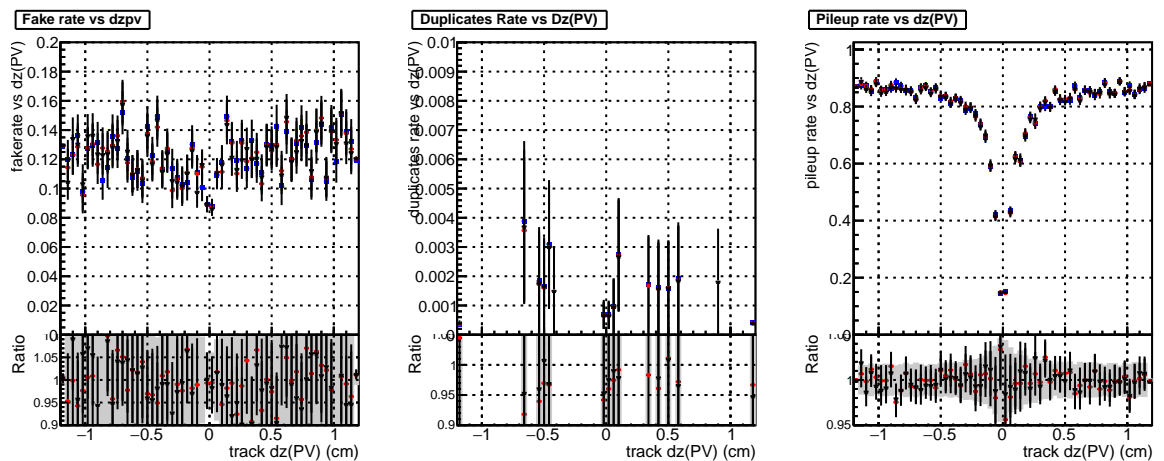 Fake rate vs dzpv
fakerate vs dz(PV)
0.2
0.18
0.16
0.14
0.12
0.1
0.08
0.06
0.04
0.02
0
Ratio
1.05
1
0.95
0.9
−1 −0.5 0 0.5 1
track dz(PV) (cm)
Duplicates Rate vs Dz(PV)
duplicates rate vs dz(PV)
0.01
0.009
0.008
0.007
0.006
0.005
0.004
0.003
0.002
0.001
Ratio
1
0.95
0.9
−1 −0.5 0 0.5 1
track dz(PV) (cm)
Pileup rate vs dz(PV)
pileup rate vs dz(PV)
1
0.8
0.6
0.4
0.2
0
Ratio
1
0.95
−1 −0.5 0 0.5 1
track dz(PV) (cm)